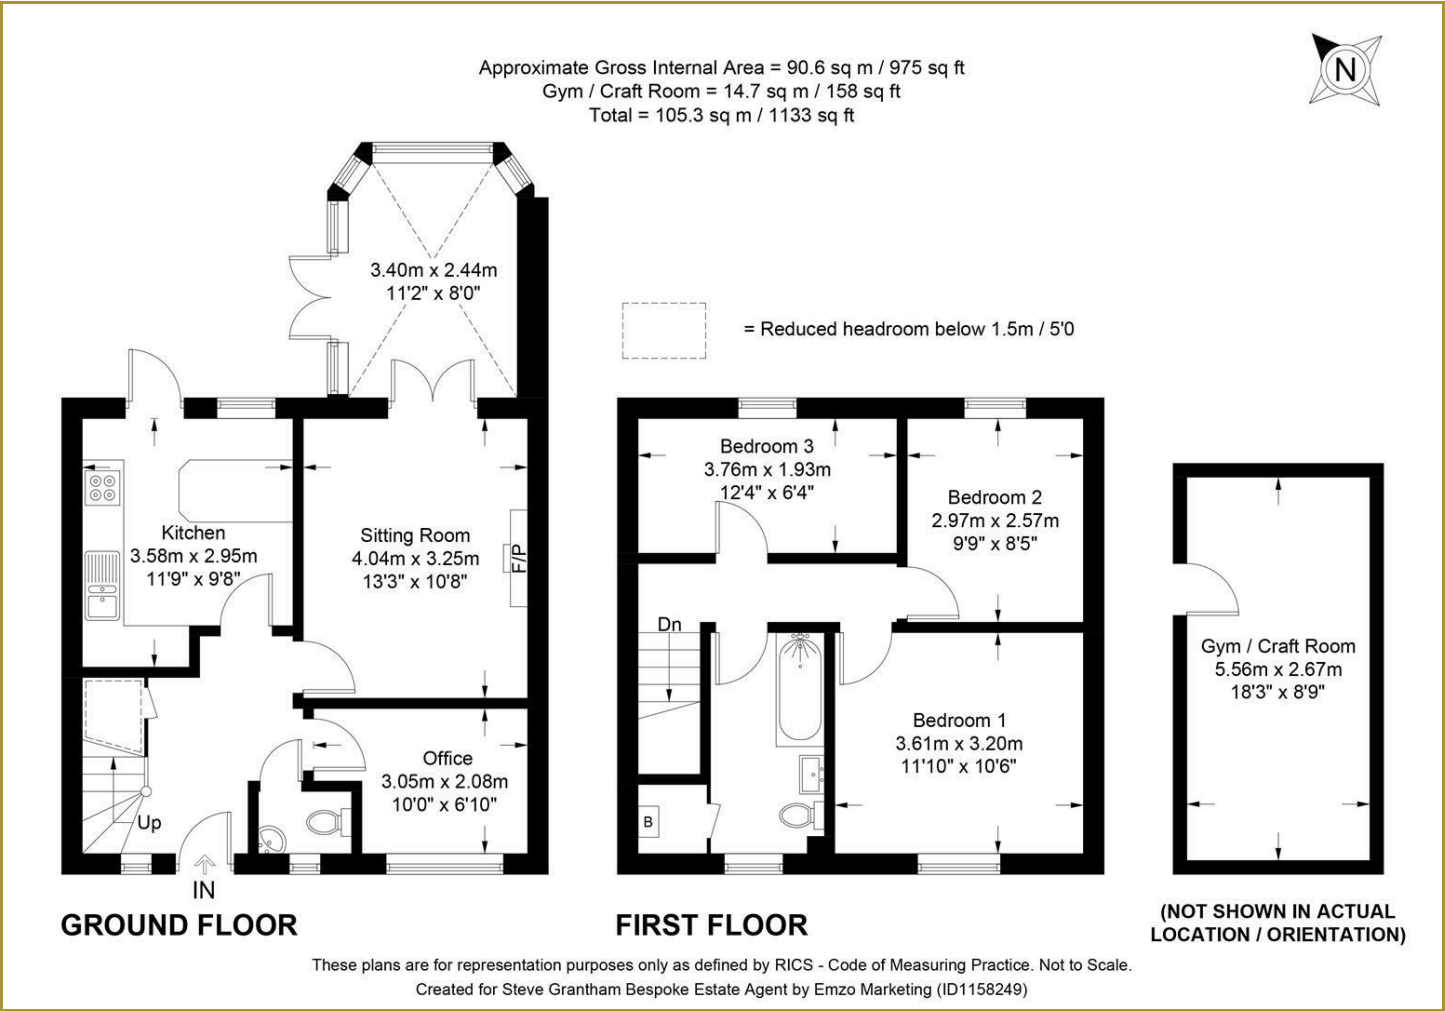 Approximate Gross Internal Area = 90.6 sq m / 975 sq ft
Gym / Craft Room = 14.7 sq m / 158 sq ft
Total = 105.3 sq m / 1133 sq ft
N
3.40m x 2.44m
11'2" x 8'0"
= Reduced headroom below 1.5m / 5'0
Kitchen
3.58m x 2.95m
11'9" x 9'8"
Sitting Room
4.04m x 3.25m
13'3" x 10'8"
F/P
Office
3.05m x 2.08m
10'0" x 6'10"
Up
IN
GROUND FLOOR
Bedroom 3
3.76m x 1.93m
12'4" x 6'4"
Bedroom 2
2.97m x 2.57m
9'9" x 8'5"
Dn
Bedroom 1
3.61m x 3.20m
11'10" x 10'6"
B
FIRST FLOOR
Gym / Craft Room
5.56m x 2.67m
18'3" x 8'9"
(NOT SHOWN IN ACTUAL
LOCATION / ORIENTATION)
These plans are for representation purposes only as defined by RICS - Code of Measuring Practice. Not to Scale.
Created for Steve Grantham Bespoke Estate Agent by Emzo Marketing (ID1158249)